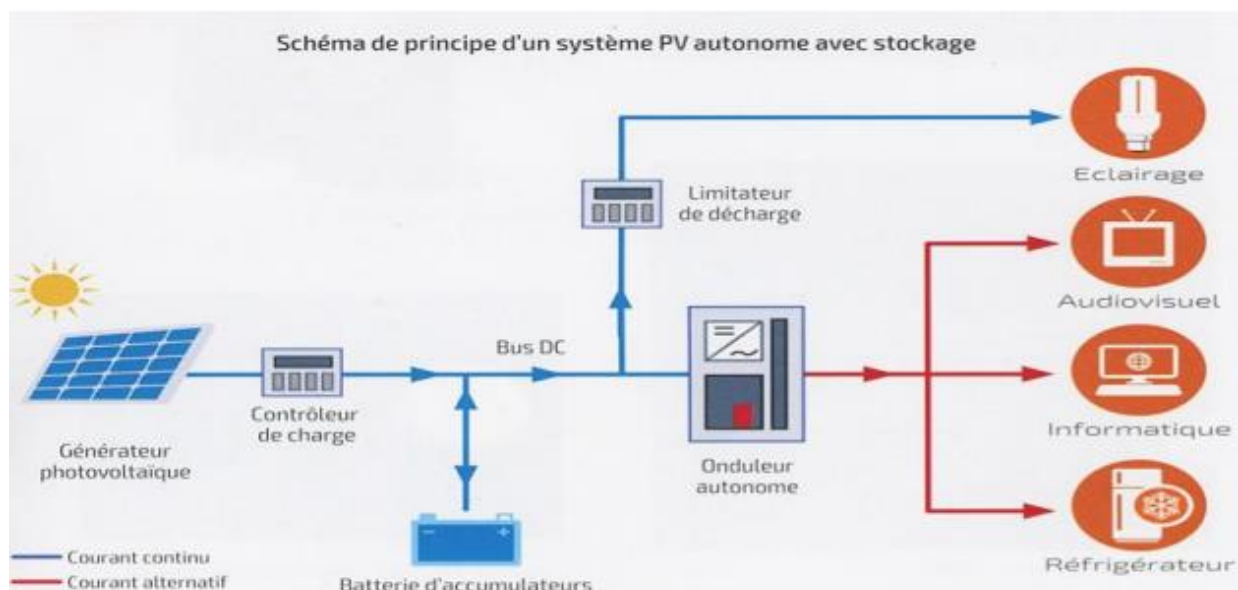 Schéma de principe d'un système PV autonome avec stockage
Eclairage
Limitateur
de décharge
Audiovisuel
Bus DC
Contrôleur
de charge
Informatique
Générateur
photovoltaïque
Onduleur
autonome
Réfrigérateur
Courant continu
Courant alternatif
Batterie d'accumulateurs